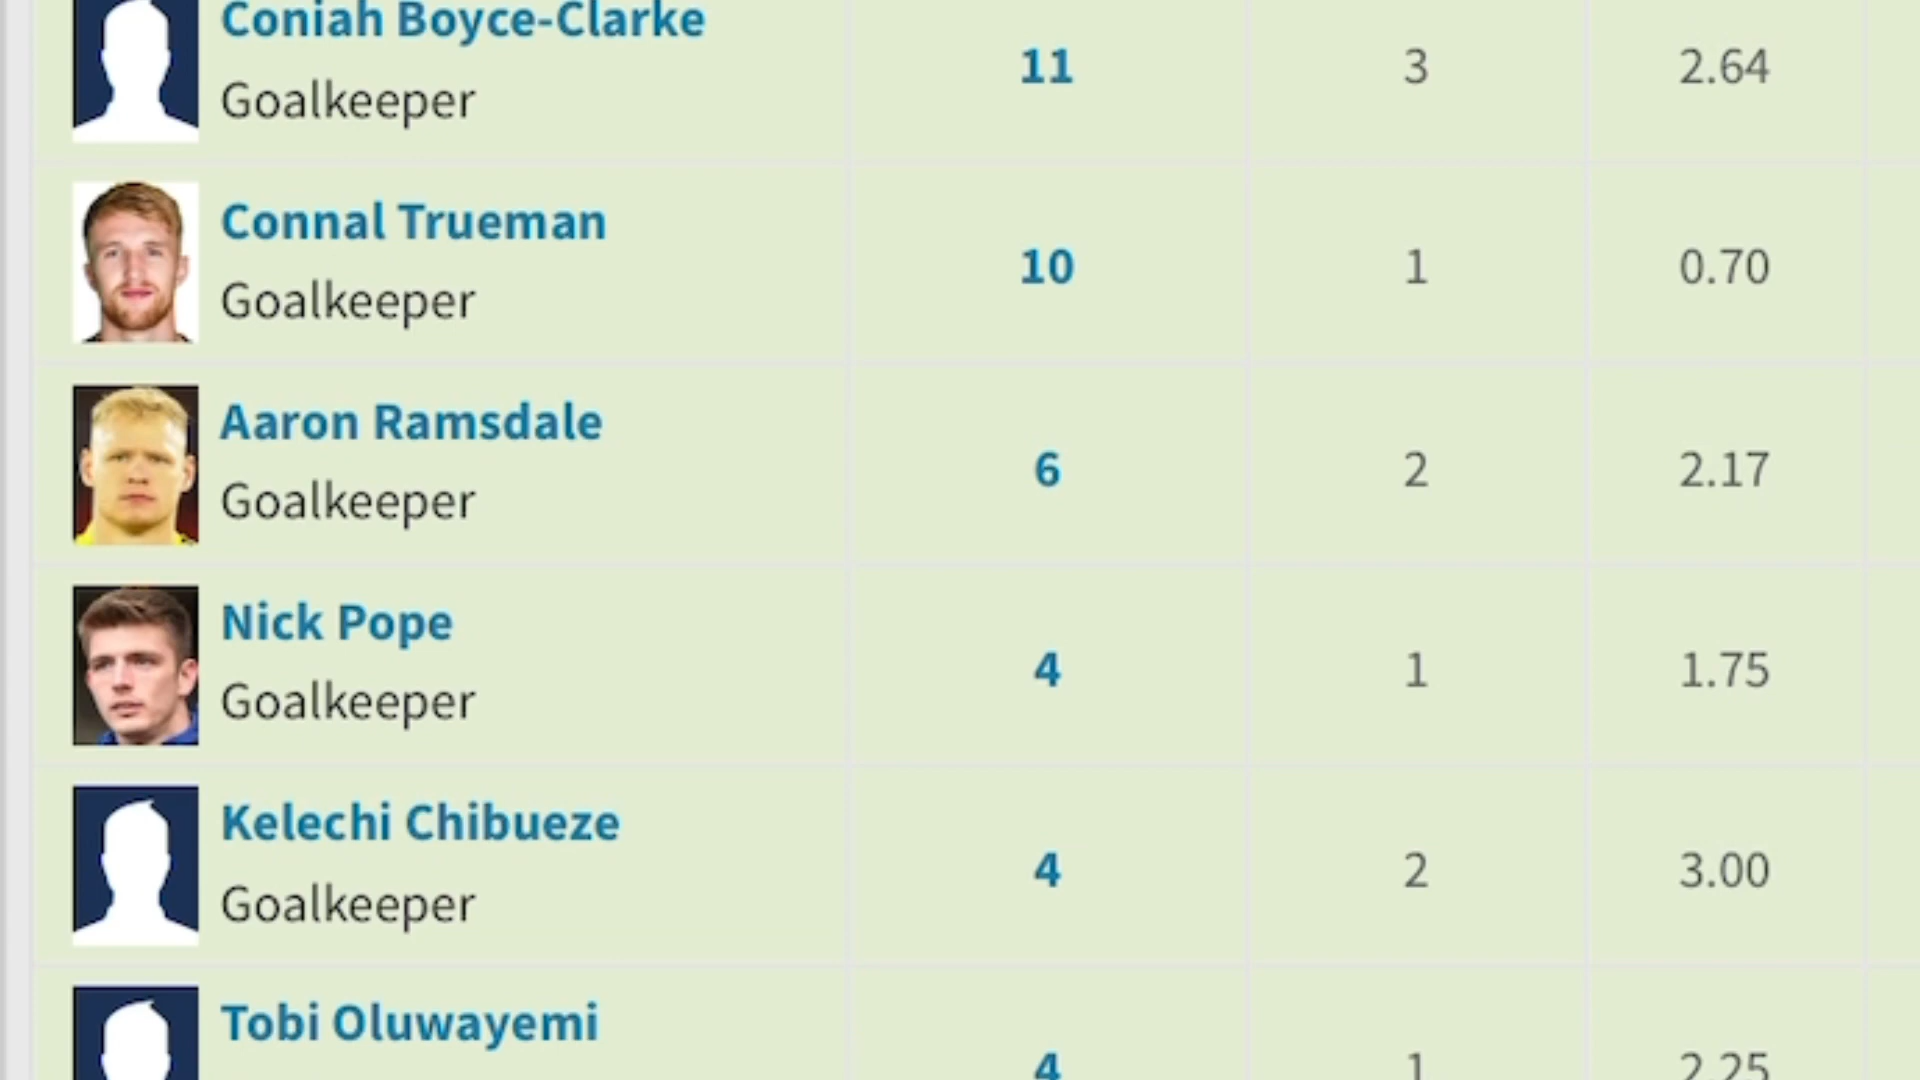 Coniah Boyce-Clarke
Goalkeeper
11 3 2.64
Connal Trueman
Goalkeeper
10 1 0.70
Aaron Ramsdale
Goalkeeper
6 2 2.17
Nick Pope
Goalkeeper
4 1 1.75
Kelechi Chibueze
Goalkeeper
4 2 3.00
Tobi Oluwayemi
4 1 2.25